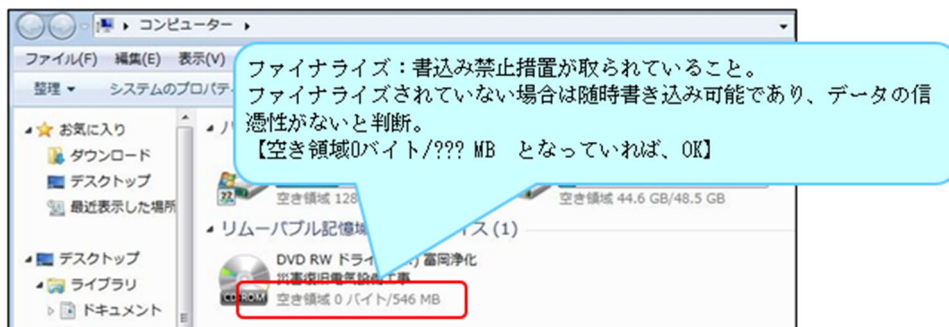 コンピューター
ファイル(F) 編集(E) 表示(V)
整理 システムのプロパティ
ファイナライズ：書込み禁止措置が取られていること。
ファイナライズされていない場合は随時書き込み可能であり、データの信
憑性がないと判断。
【空き領域0バイト/??? MB となっていれば、OK】
お気に入り
ダウンロード
デスクトップ
最近表示した場所
空き領域 128
空き領域 44.6 GB/48.5 GB
リムーバブル記憶域
ス (1)
デスクトップ
ライブラリ
ドキュメント
DVD RW ドライ
富岡浄化
災害復旧電気設備工事
CD-ROM
空き領域 0 バイト/546 MB